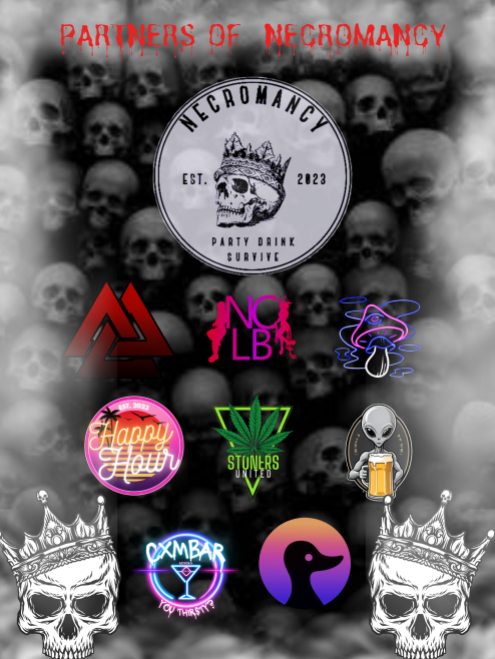 PARTNERS OF NECROMANCY
NECROMANCY
EST. 2023
PARTY DRINK
SURVIVE
NC
LB
EST. 2023
Happy
Hour
STONERS
UNITED
CXMBAR
YOU THIRSTY?